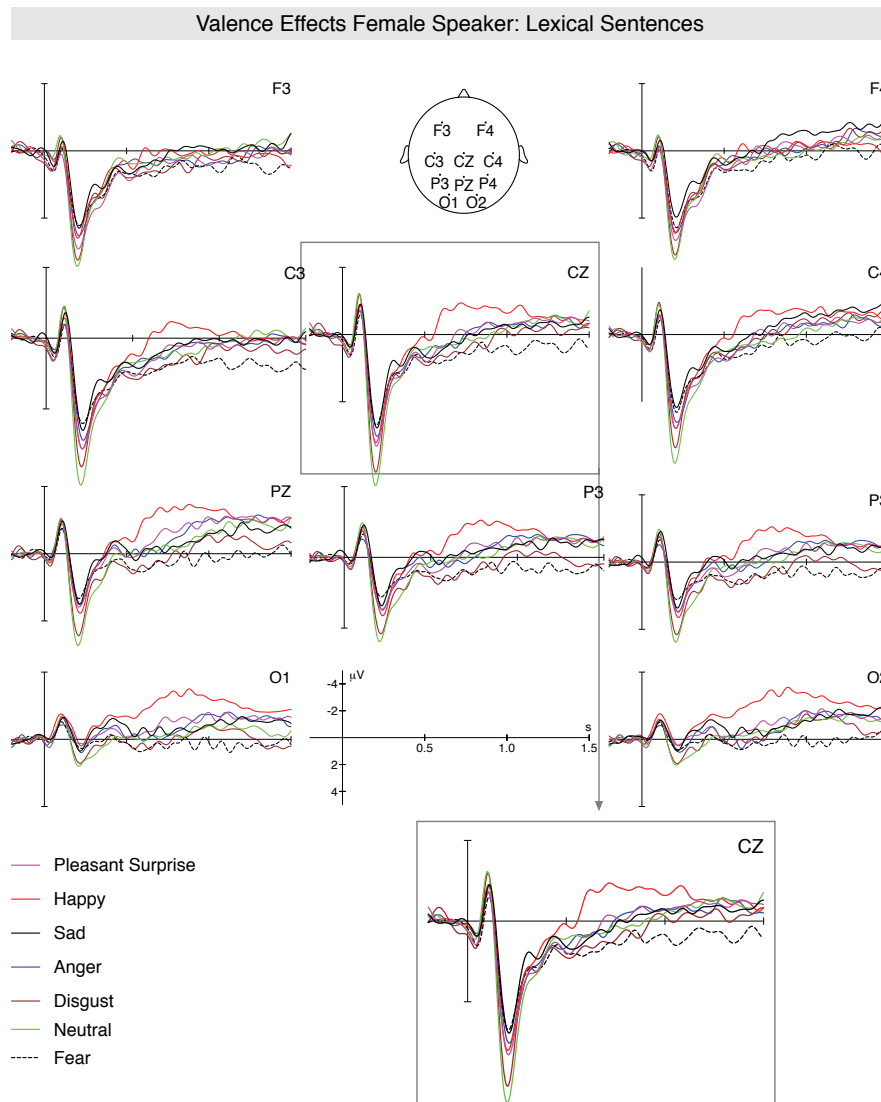 Valence Effects Female Speaker: Lexical Sentences
F3
F4
F3 F4
C3 CZ C4
P3 PZ P4
O1 O2
C3
CZ
C4
PZ
P3
O1
µV
-4
-2
s
0.5 1.0 1.5
2
4
CZ
Pleasant Surprise
Happy
Sad
Anger
Disgust
Neutral
Fear